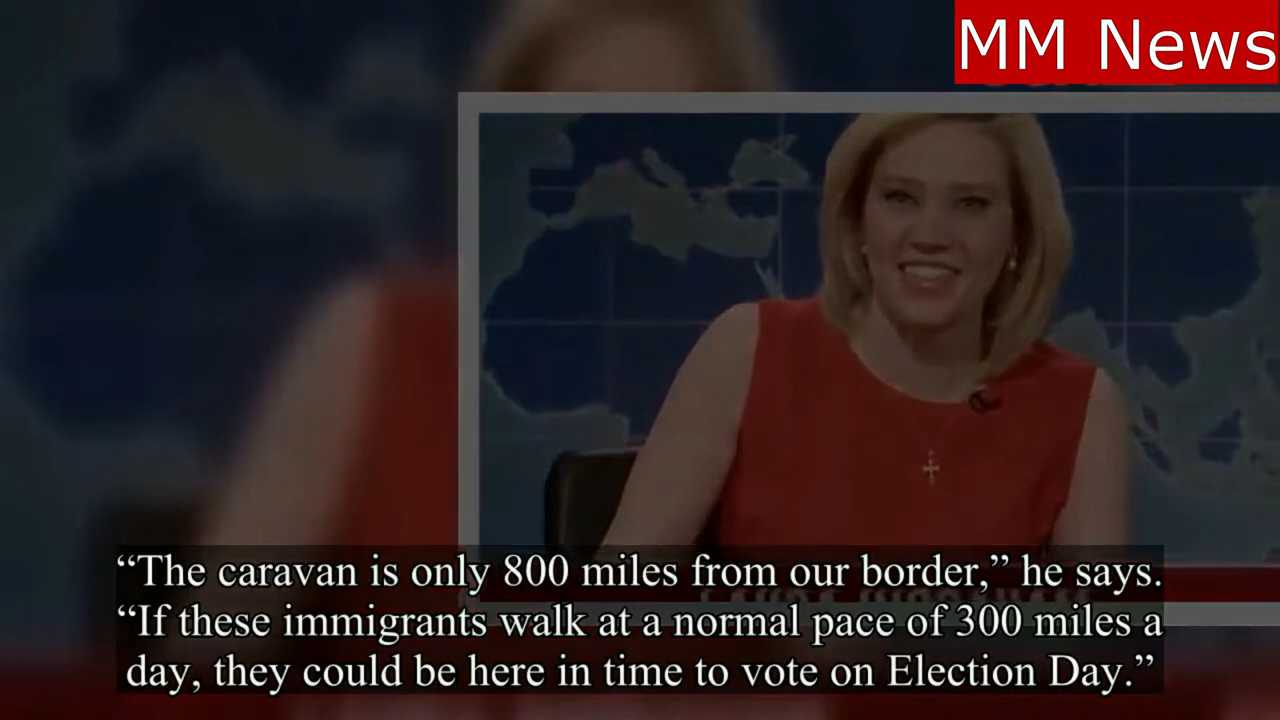 MM News
“The caravan is only 800 miles from our border,” he says.
“If these immigrants walk at a normal pace of 300 miles a
day, they could be here in time to vote on Election Day.”